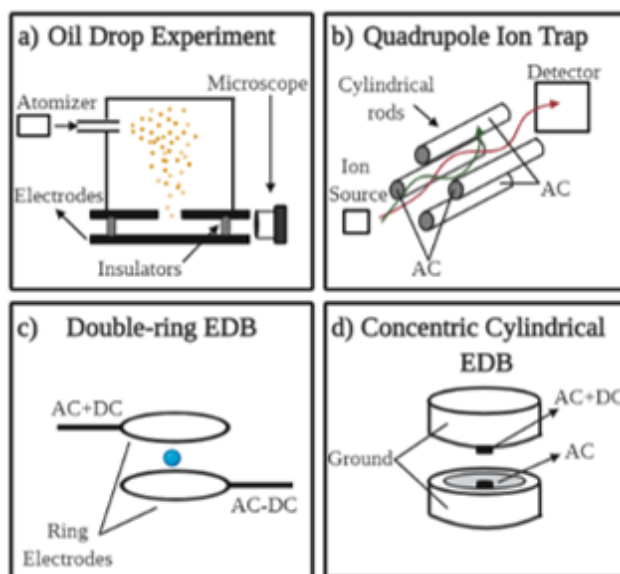 a) Oil Drop Experiment
Microscope
Atomizer
Electrodes
Insulators
b) Quadrupole Ion Trap
Detector
Cylindrical
rods
Ion
Source
AC
AC
c) Double-ring EDB
AC+DC
AC-DC
Ring
Electrodes
d) Concentric Cylindrical
EDB
AC+DC
AC
Ground